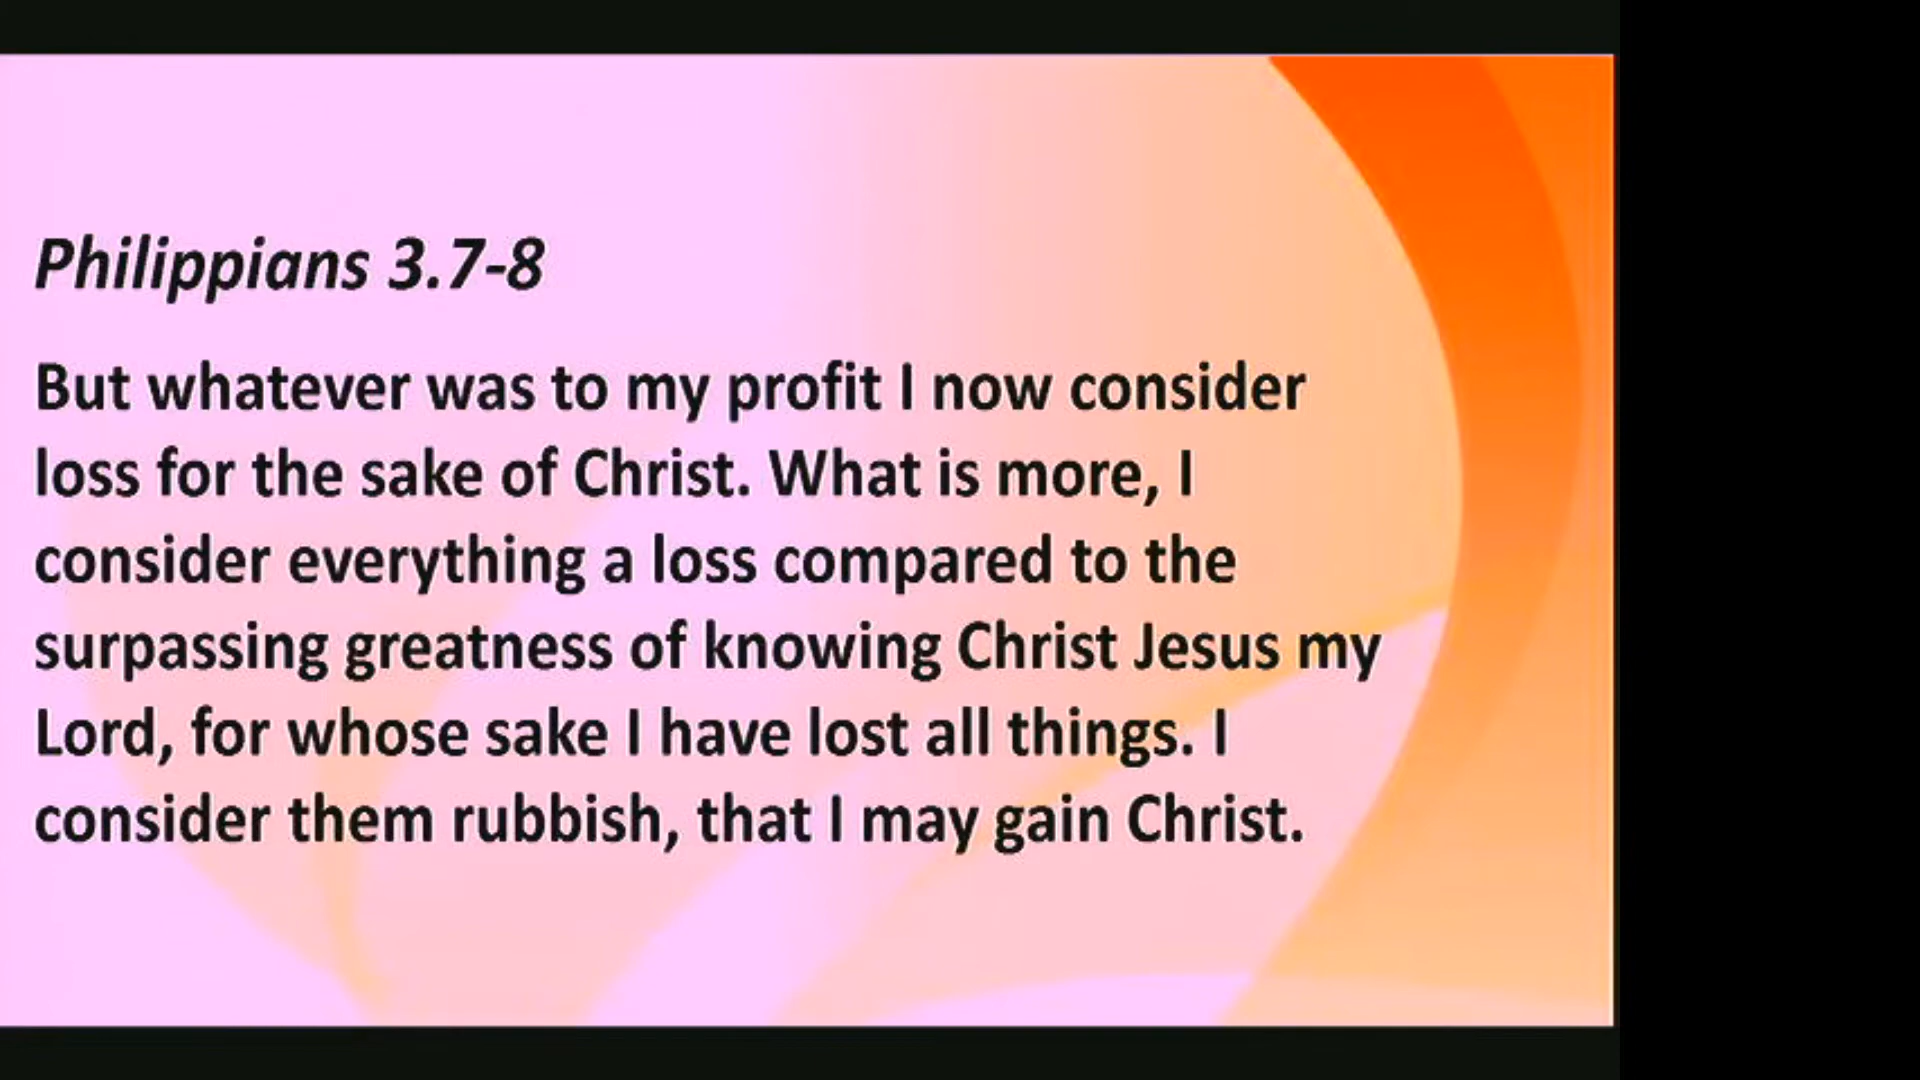 Philippians 3.7-8
But whatever was to my profit I now consider
loss for the sake of Christ. What is more, I
consider everything a loss compared to the
surpassing greatness of knowing Christ Jesus my
Lord, for whose sake I have lost all things. I
consider them rubbish, that I may gain Christ.